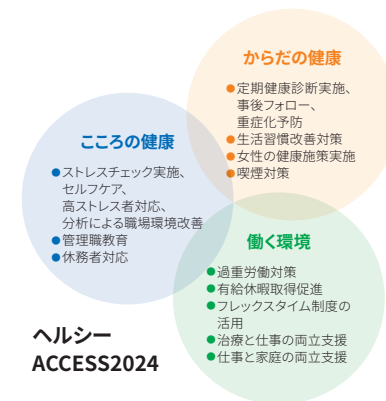 からだの健康
●定期健康診断実施、
事後フォロー、
重症化予防
●生活習慣改善対策
●女性の健康施策実施
●喫煙対策
こころの健康
●ストレスチェック実施、
セルフケア、
高ストレス者対応、
分析による職場環境改善
●管理職教育
●休務者対応
働く環境
●過重労働対策
●有給休暇取得促進
●フレックスタイム制度の
活用
●治療と仕事の両立支援
●仕事と家庭の両立支援
ヘルシー
ACCESS2024